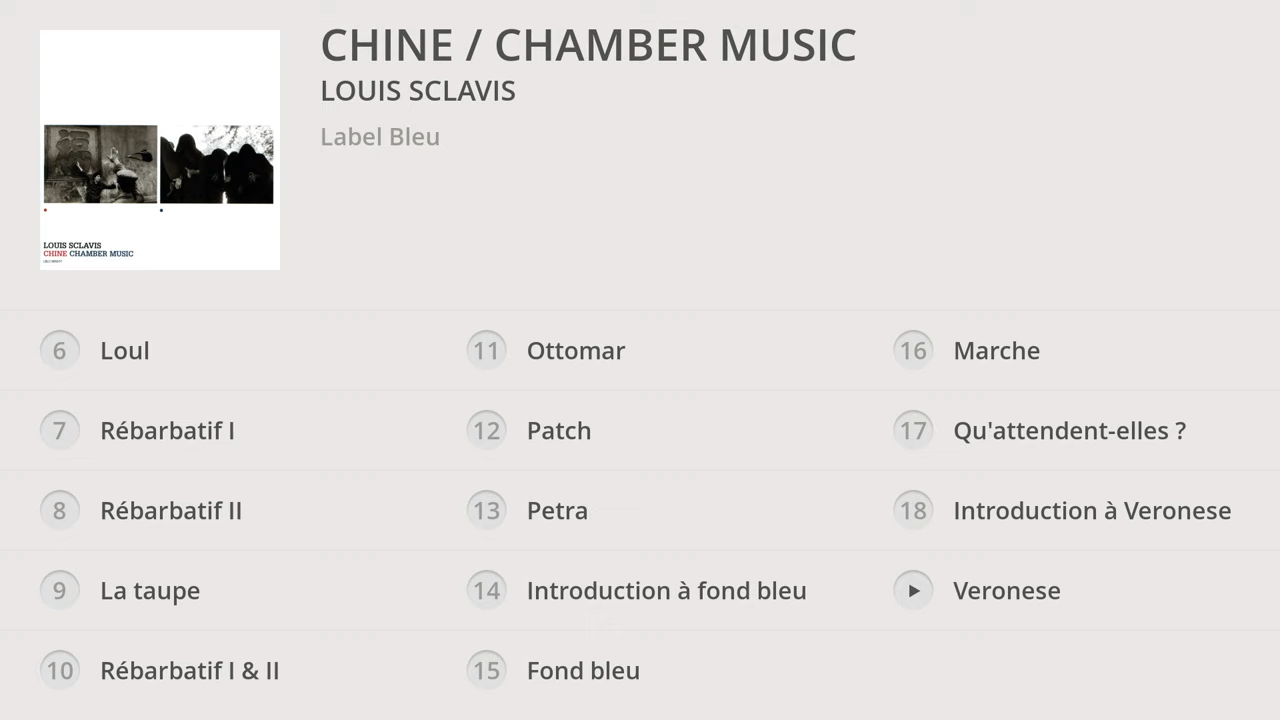 CHINE / CHAMBER MUSIC
LOUIS SCLAVIS
Label Bleu
LOUIS SCLAVIS
CHINE CHAMBER MUSIC
6 Loul
7 Rébarbatif I
8 Rébarbatif II
9 La taupe
10 Rébarbatif I & II
11 Ottomar
12 Patch
13 Petra
14 Introduction à fond bleu
15 Fond bleu
16 Marche
17 Qu'attendent-elles ?
18 Introduction à Veronese
Veronese